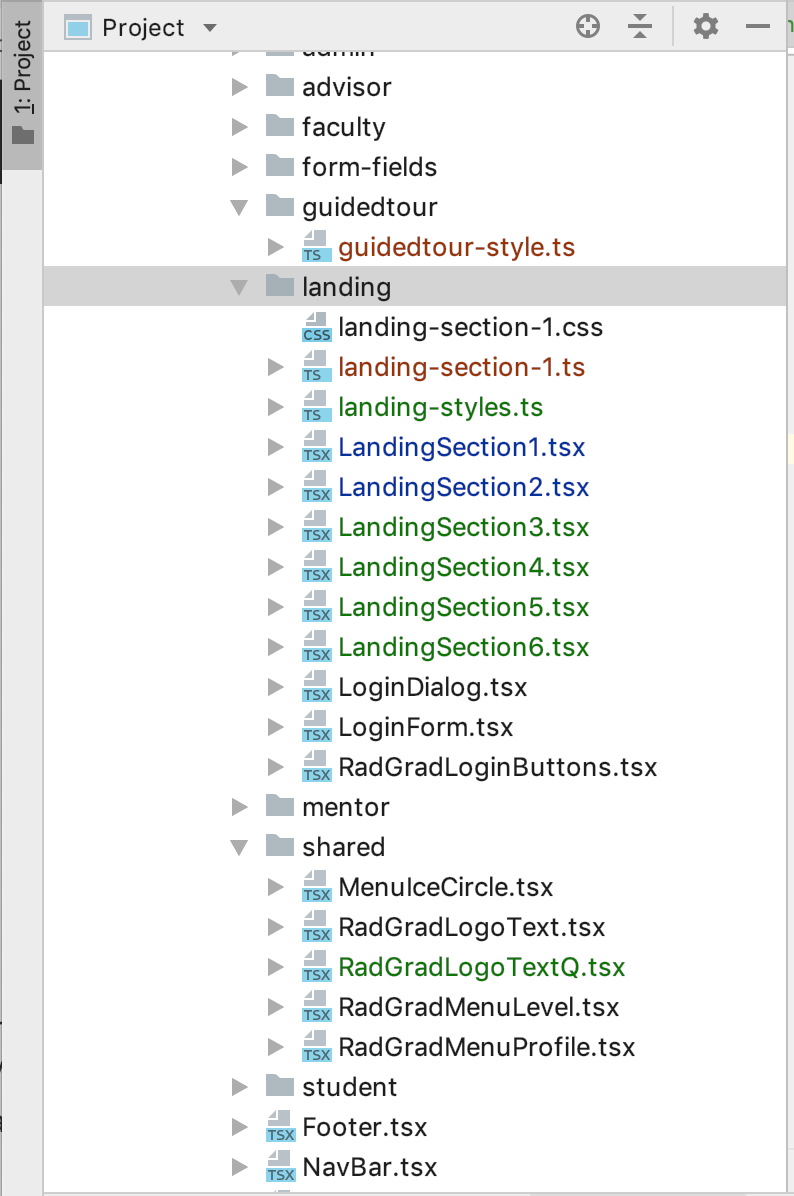 1: Project
Project
admin
advisor
faculty
form-fields
guidedtour
TS guidedtour-style.ts
landing
CSS landing-section-1.css
TS landing-section-1.ts
TS landing-styles.ts
TSX LandingSection1.tsx
TSX LandingSection2.tsx
TSX LandingSection3.tsx
TSX LandingSection4.tsx
TSX LandingSection5.tsx
TSX LandingSection6.tsx
TSX LoginDialog.tsx
TSX LoginForm.tsx
TSX RadGradLoginButtons.tsx
mentor
shared
TSX MenuIceCircle.tsx
TSX RadGradLogoText.tsx
TSX RadGradLogoTextQ.tsx
TSX RadGradMenuLevel.tsx
TSX RadGradMenuProfile.tsx
student
TSX Footer.tsx
TSX NavBar.tsx